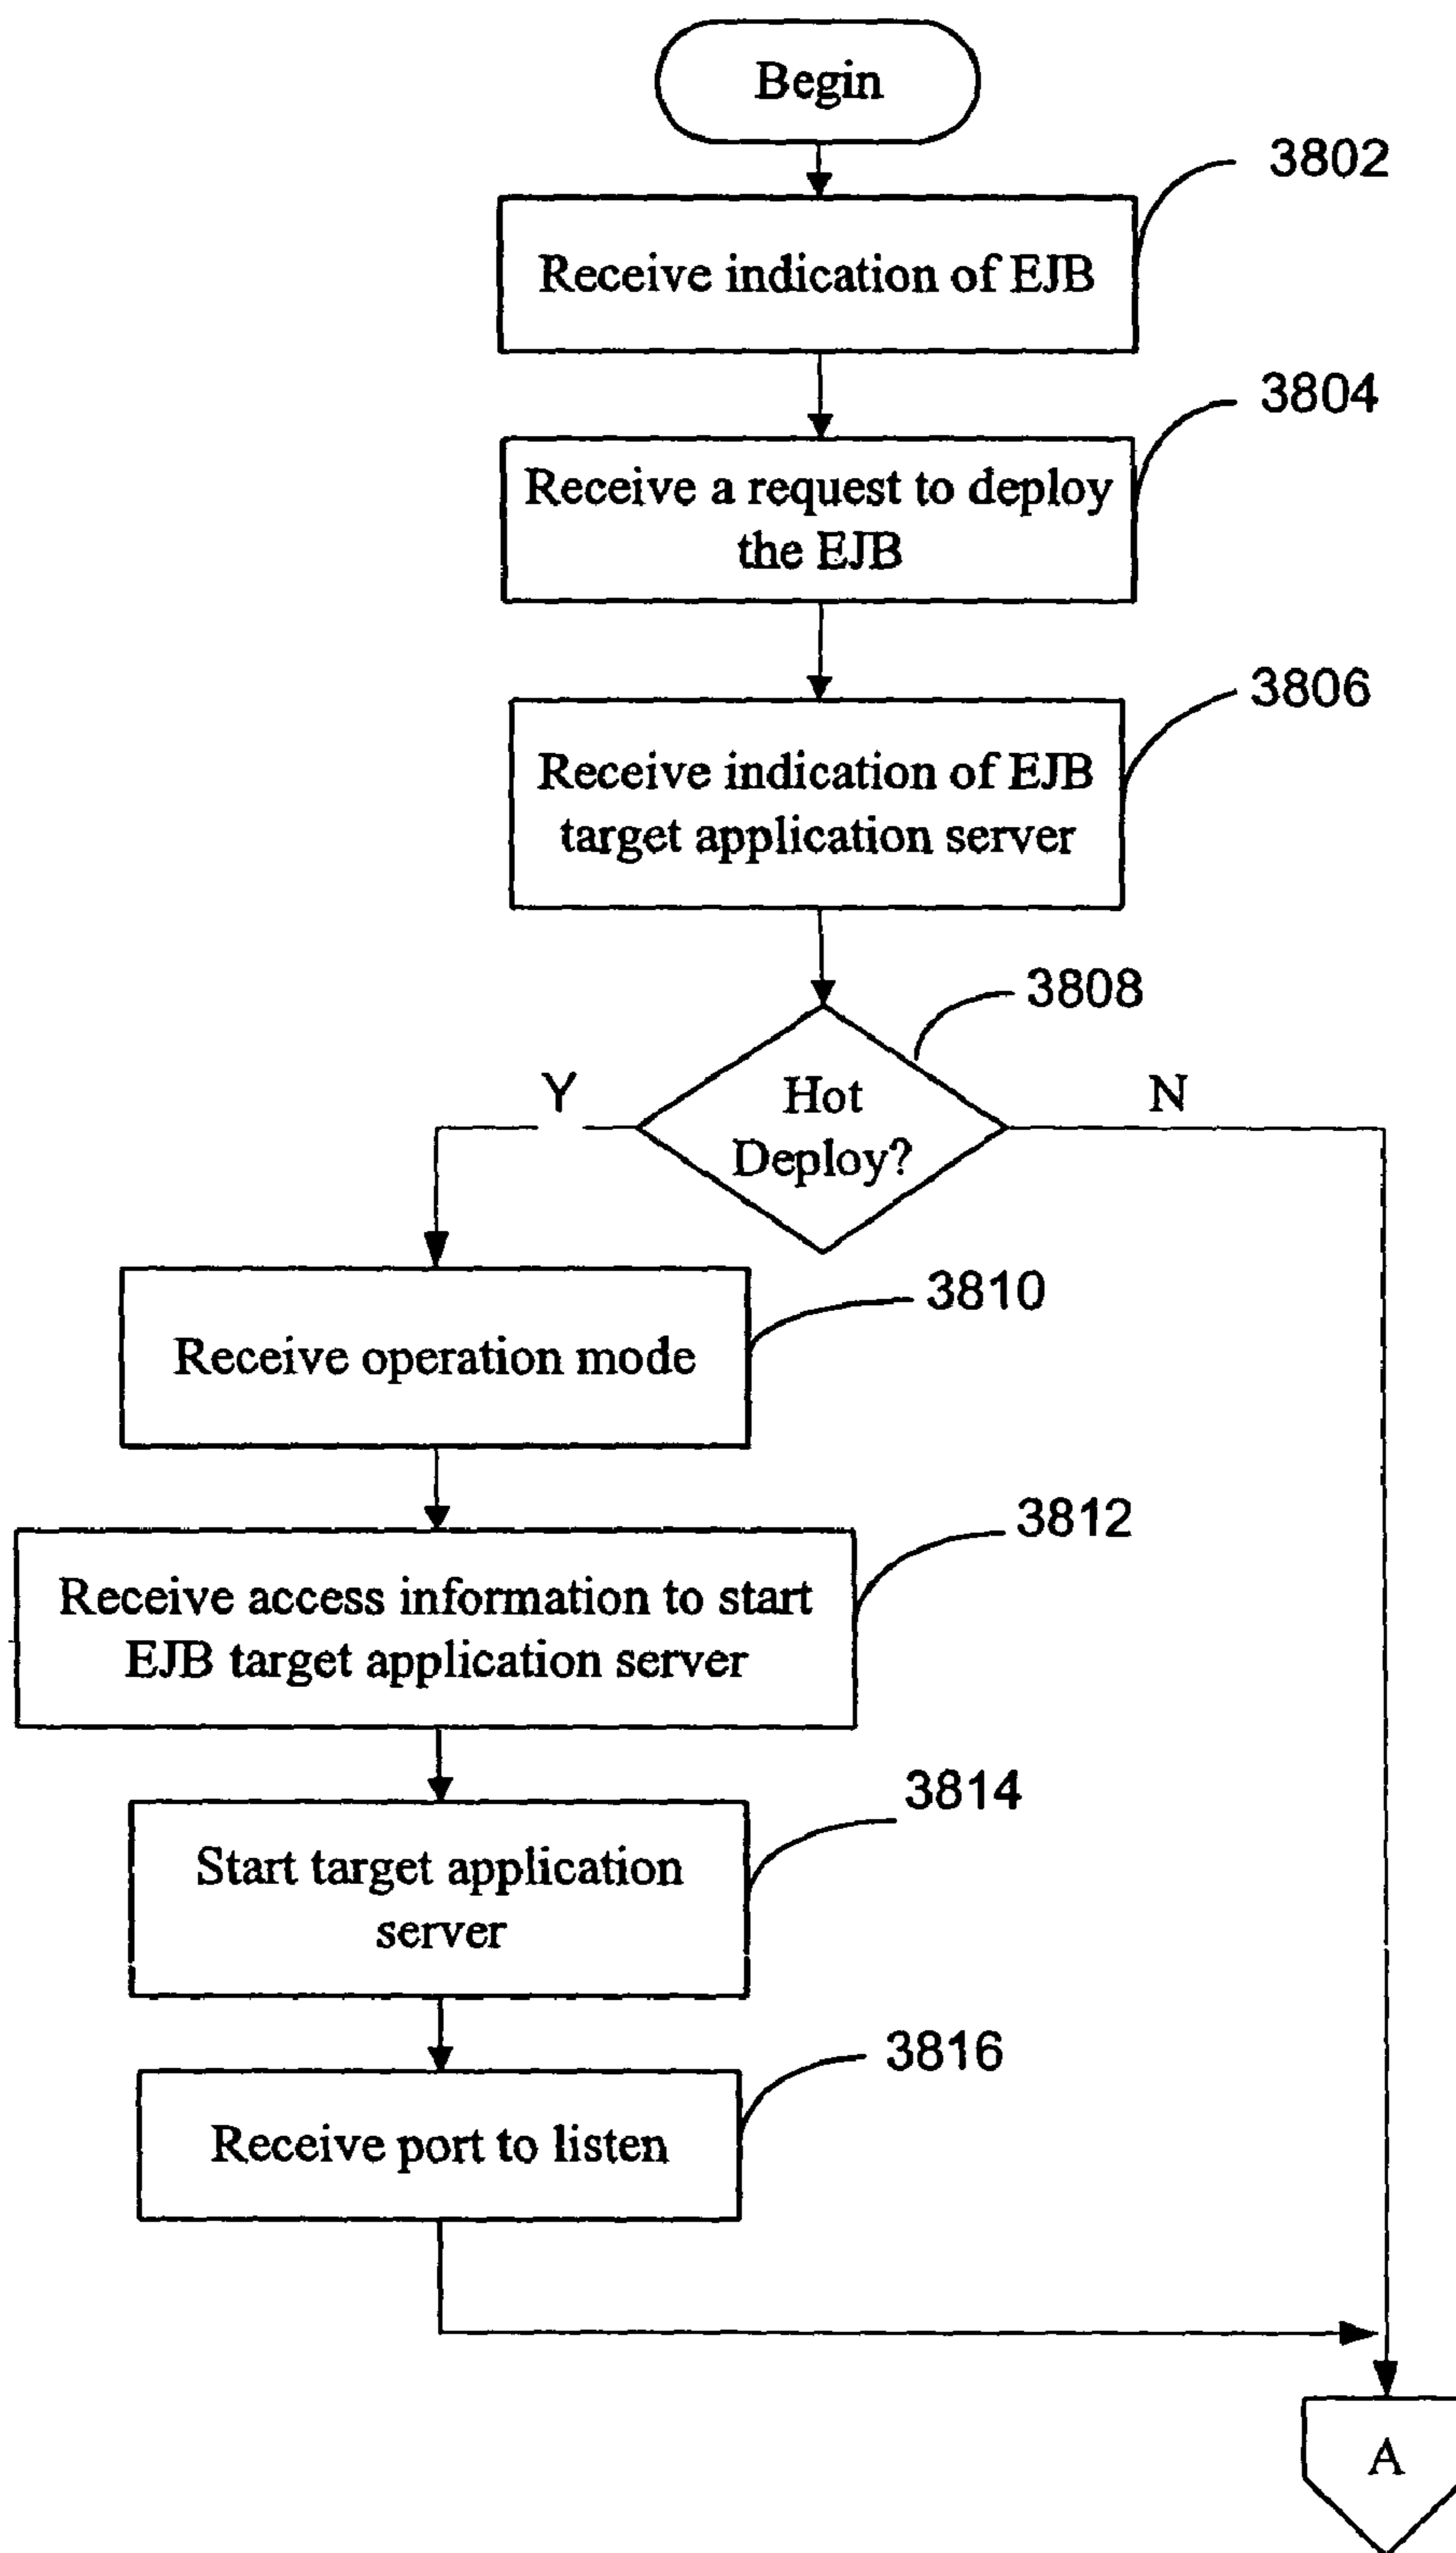 Begin
3802
Receive indication of EJB
3804
Receive a request to deploy
the EJB
3806
Receive indication of EJB
target application server
3808
Hot
Deploy?
Y
N
3810
Receive operation mode
3812
Receive access information to start
EJB target application server
3814
Start target application
server
3816
Receive port to listen
A